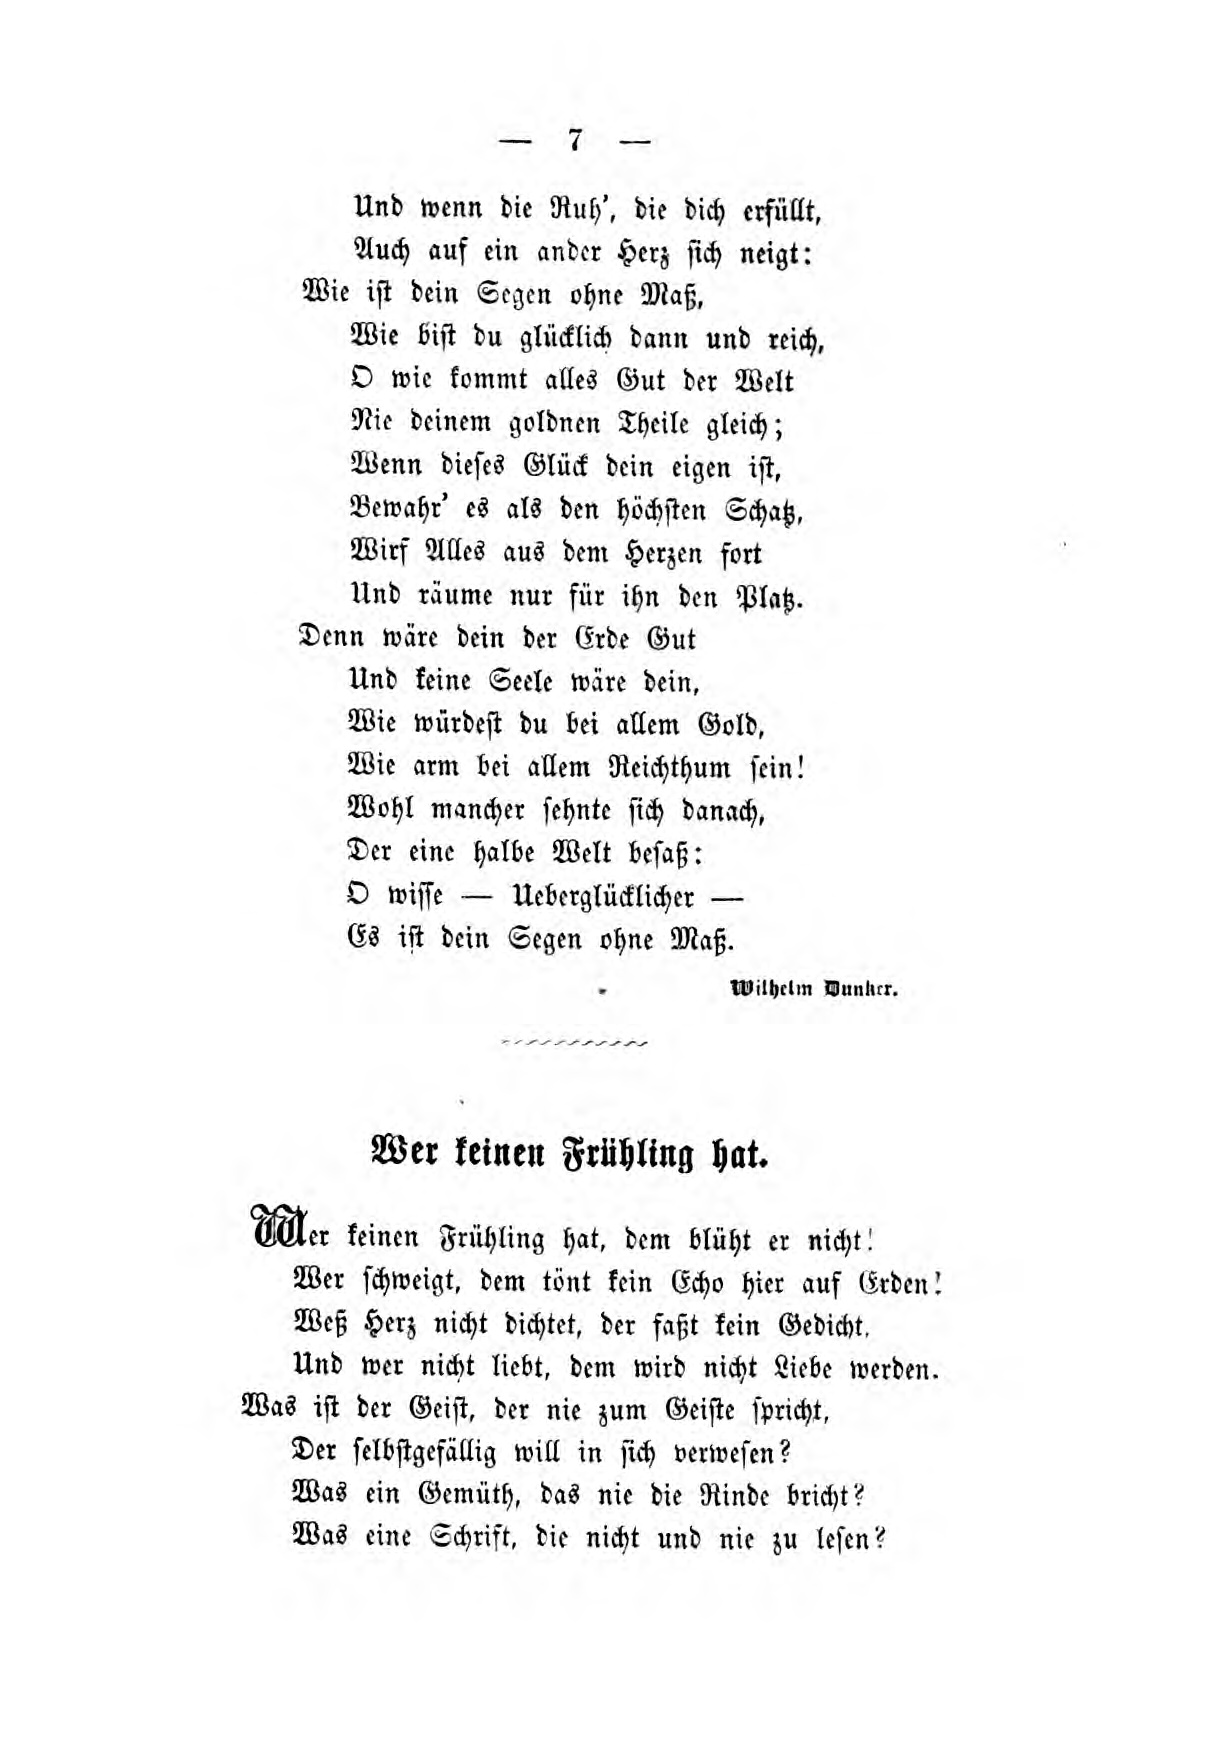 — 7 —
Und wenn die Ruh’, die dich erfüllt,
Auch auf ein ander Herz sich neigt:
Wie ist dein Segen ohne Maß,
Wie bist du glücklich dann und reich,
O wie kommt alles Gut der Welt
Nie deinem goldnen Theile gleich;
Wenn dieses Glück dein eigen ist,
Bewahr’ es als den höchsten Schatz,
Wirf Alles aus dem Herzen fort
Und räume nur für ihn den Platz.
Denn wäre dein der Erde Gut
Und keine Seele wäre dein,
Wie würdest du bei allem Gold,
Wie arm bei allem Reichthum sein!
Wohl mancher sehnte sich danach,
Der eine halbe Welt besaß:
O wisse — Ueberglücklicher —
Es ist dein Segen ohne Maß.
Wilhelm Dunker.
Wer keinen Frühling hat.
Wer keinen Frühling hat, dem blüht er nicht!
Wer schweigt, dem tönt kein Echo hier auf Erden!
Weß Herz nicht dichtet, der faßt kein Gedicht,
Und wer nicht liebt, dem wird nicht Liebe werden.
Was ist der Geist, der nie zum Geiste spricht,
Der selbstgefällig will in sich verwesen?
Was ein Gemüth, das nie die Rinde bricht?
Was eine Schrift, die nicht und nie zu lesen?